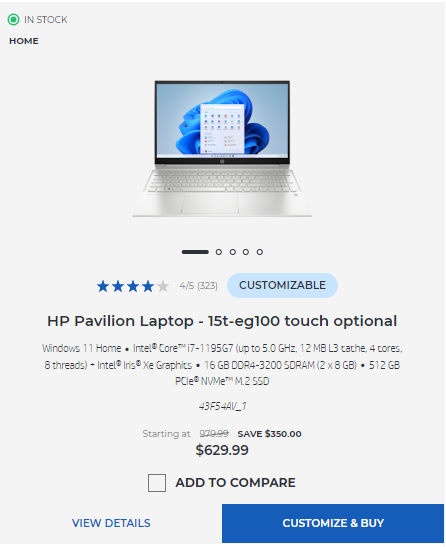 IN STOCK
HOME
4/5 (323)
CUSTOMIZABLE
HP Pavilion Laptop - 15t-eg100 touch optional
Windows 11 Home • Intel® Core™ i7-1195G7 (up to 5.0 GHz, 12 MB L3 cache, 4 cores,
8 threads) + Intel® Iris® Xe Graphics • 16 GB DDR4-3200 SDRAM (2 x 8 GB) • 512 GB
PCIe® NVMe™ M.2 SSD
43F54AV_1
Starting at 979.99 SAVE $350.00
$629.99
ADD TO COMPARE
VIEW DETAILS
CUSTOMIZE & BUY